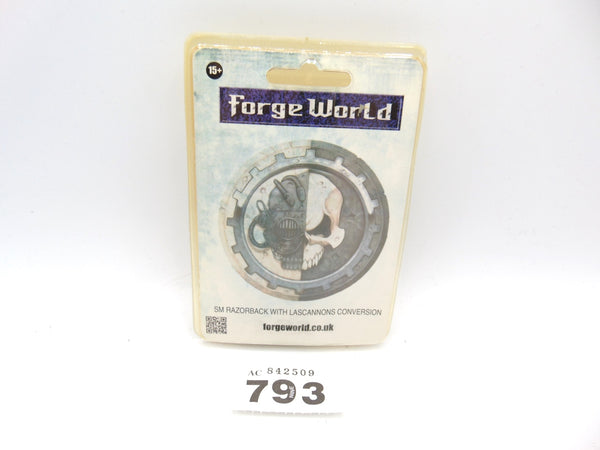 15+
Forge World
SM RAZORBACK WITH LASCANNONS CONVERSION
forgeworld.co.uk
AC 842509
793